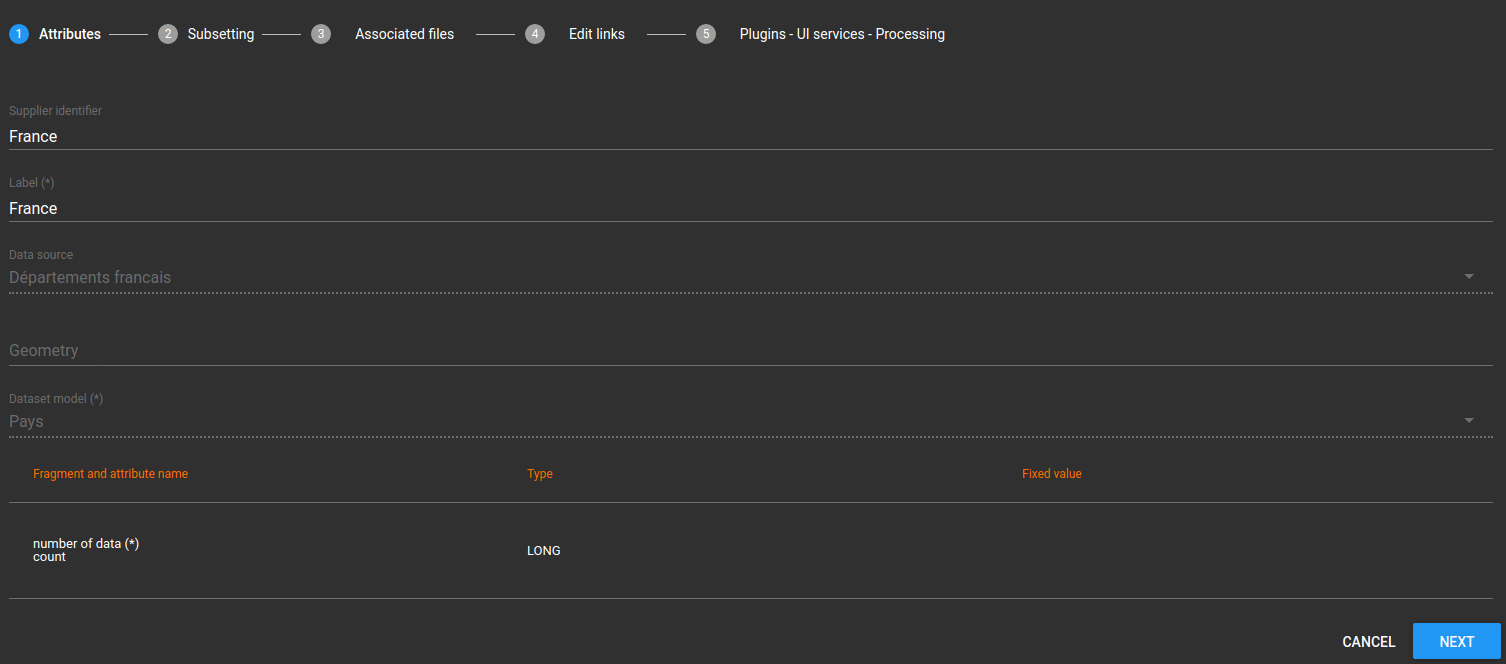 1 Attributes 2 Subsetting 3 Associated files 4 Edit links 5 Plugins - UI services - Processing
Supplier identifier
France
Label (*)
France
Data source
Départements francais
Geometry
Dataset model (*)
Pays
Fragment and attribute name Type Fixed value
number of data (*)
count
LONG
CANCEL NEXT